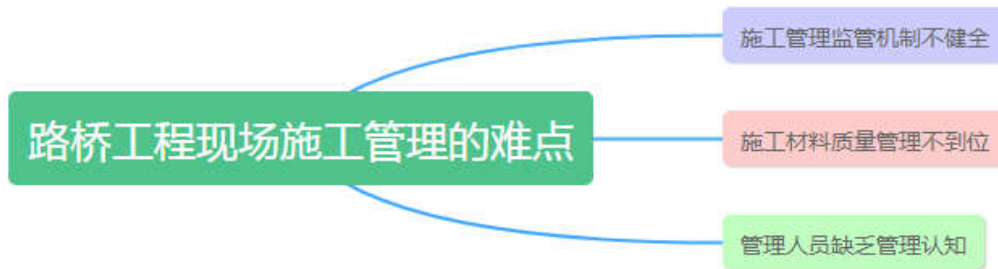 施工管理监管机制不健全
路桥工程现场施工管理的难点
施工材料质量管理不到位
管理人员缺乏管理认知